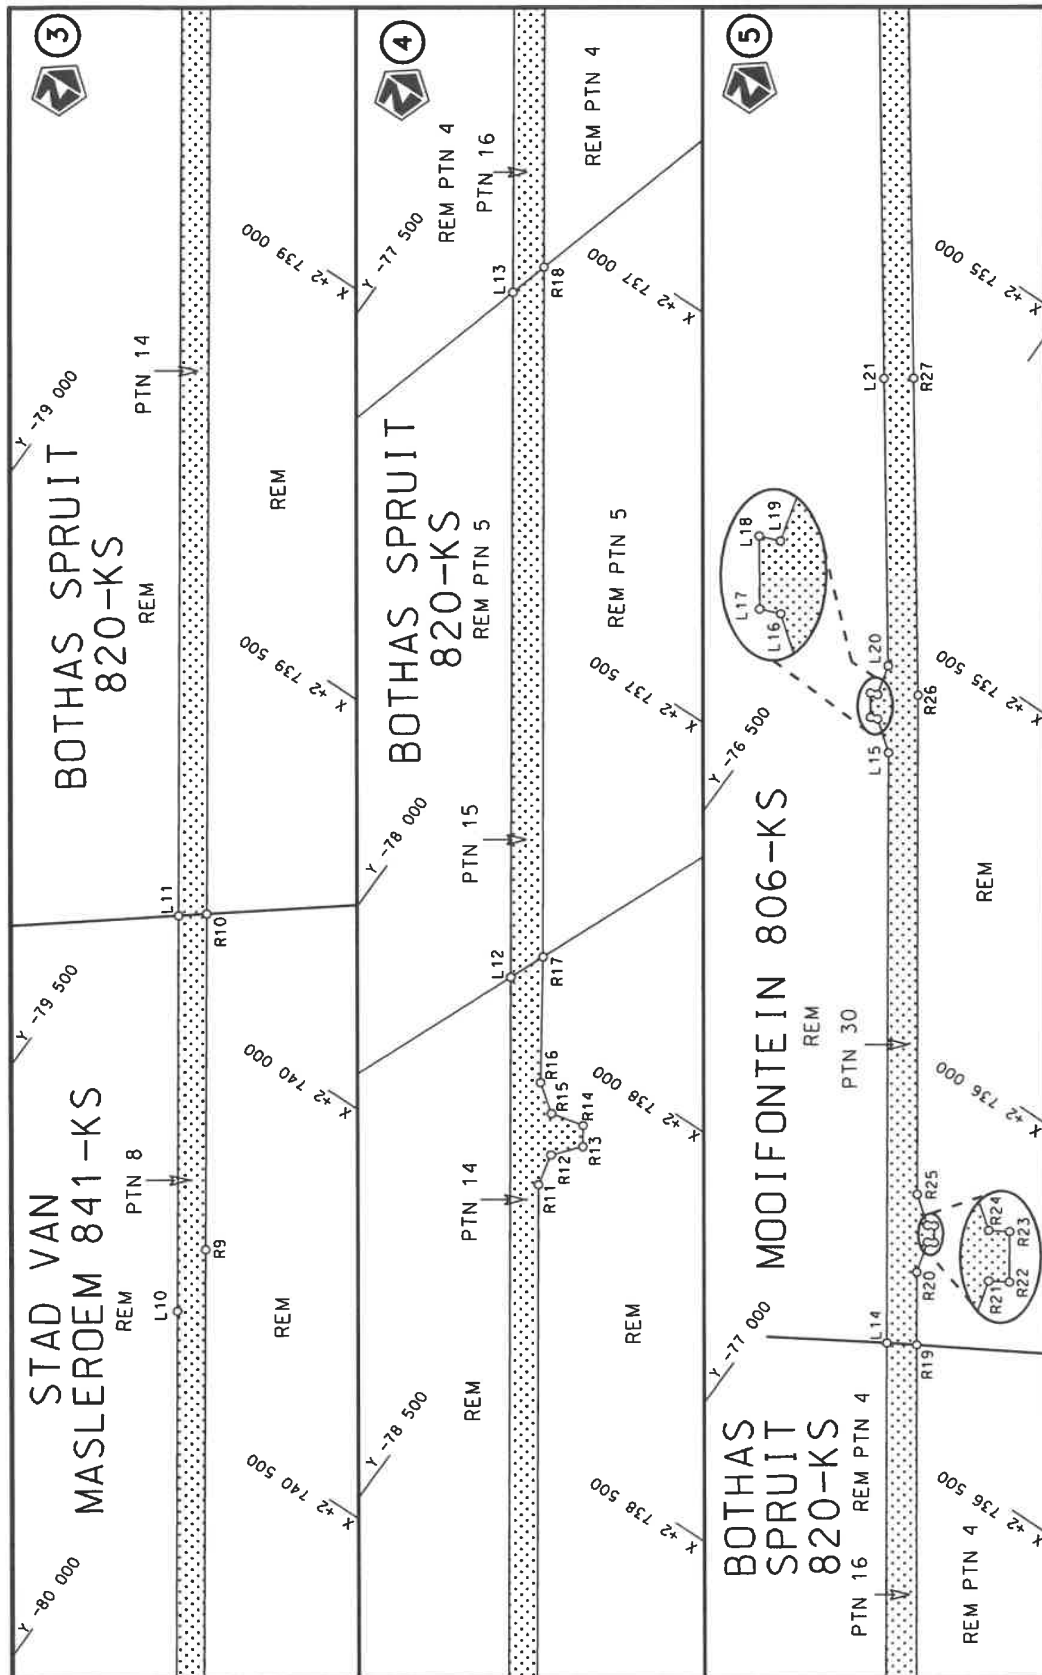 3
Y -80 000
Y -79 500
Y -79 000
STAD VAN
MASLEROEM 841-KS
REM
PTN 8
BOTHAS SPRUIT
820-KS
REM
PTN 14
L10
L11
R9
R10
REM
REM
X +2 740 500
X +2 740 000
X +2 739 500
X +2 739 000
4
Y -78 500
Y -78 000
Y -77 500
BOTHAS SPRUIT
820-KS
REM
PTN 14
PTN 15
REM PTN 5
REM PTN 4
PTN 16
L12
L13
R11
R12
R13
R14
R15
R16
R17
R18
REM
REM PTN 5
REM PTN 4
X +2 738 500
X +2 738 000
X +2 737 500
X +2 737 000
5
Y -77 000
Y -76 500
BOTHAS
SPRUIT
820-KS
PTN 16
REM PTN 4
MOOIFONTEIN 806-KS
REM
PTN 30
L14
L15
L16
L17
L18
L19
L20
L21
R19
R20
R21
R22
R23
R24
R25
R26
R27
REM PTN 4
REM
X +2 736 500
X +2 736 000
X +2 735 500
X +2 735 000